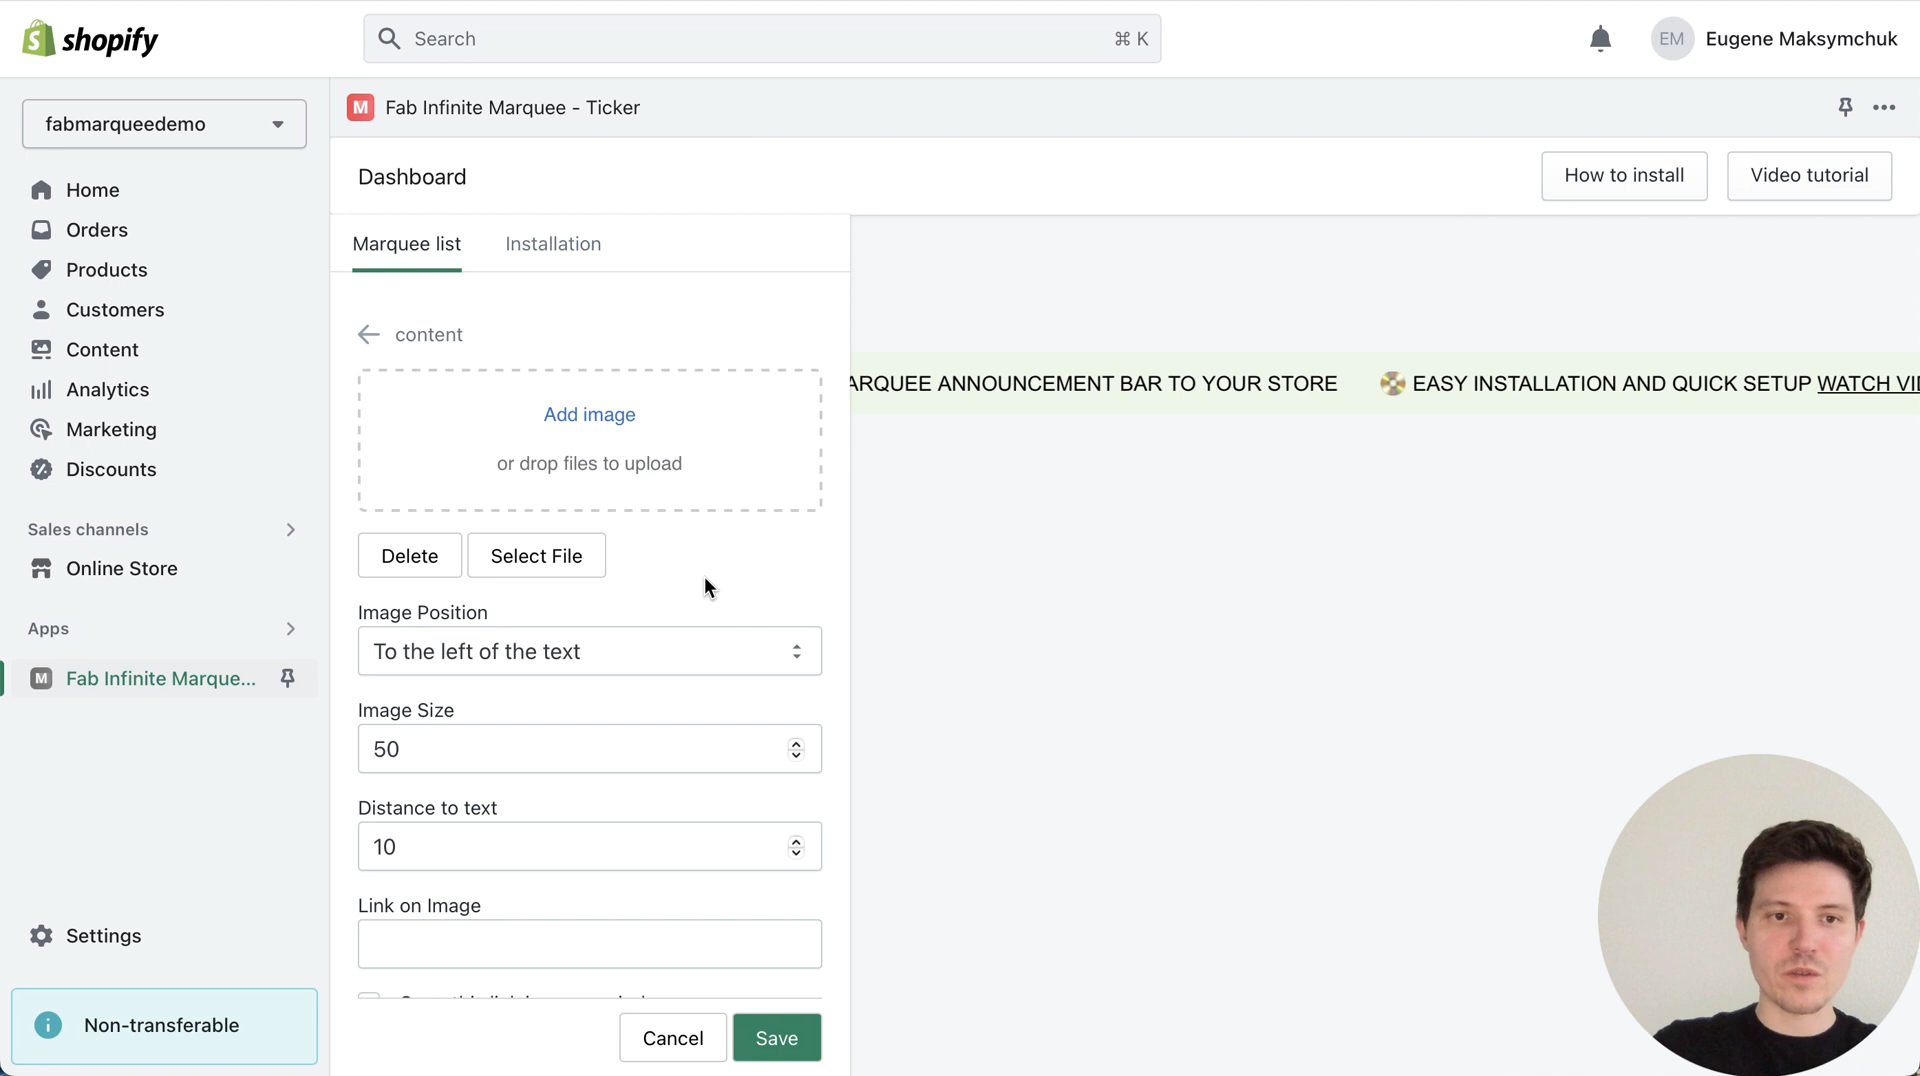 shopify
Search
⌘ K
EM
Eugene Maksymchuk
fabmarqueedemo
M
Fab Infinite Marquee - Ticker
Dashboard
How to install
Video tutorial
Home
Orders
Products
Customers
Content
Analytics
Marketing
Discounts
Sales channels
Online Store
Apps
M
Fab Infinite Marque...
Settings
Non-transferable
Marquee list
Installation
content
Add image
or drop files to upload
Delete
Select File
Image Position
To the left of the text
Image Size
50
Distance to text
10
Link on Image
Cancel
Save
ARQUEE ANNOUNCEMENT BAR TO YOUR STORE
EASY INSTALLATION AND QUICK SETUP WATCH VID